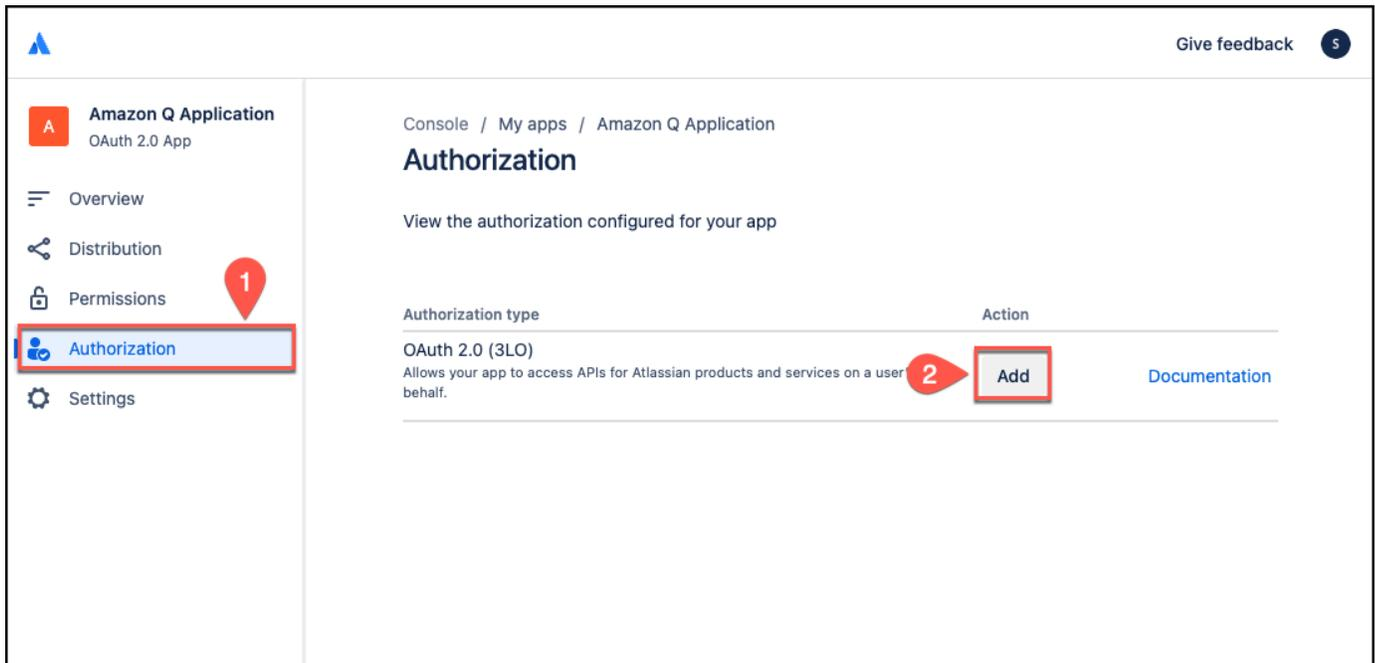 Give feedback
S
A
Amazon Q Application
OAuth 2.0 App
Overview
Distribution
Permissions
1
Authorization
Settings
Console / My apps / Amazon Q Application
Authorization
View the authorization configured for your app
Authorization type Action
OAuth 2.0 (3LO)
Allows your app to access APIs for Atlassian products and services on a user'
behalf.
2
Add
Documentation